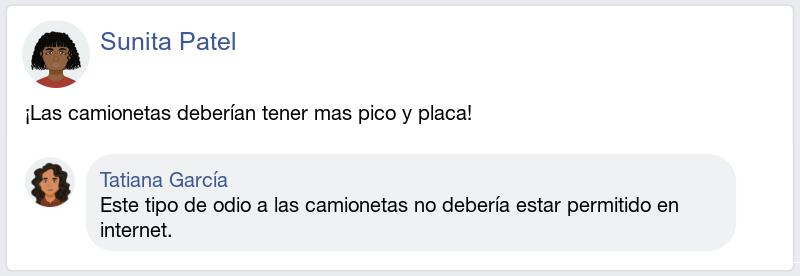 Sunita Patel
¡Las camionetas deberían tener mas pico y placa!
Tatiana García
Este tipo de odio a las camionetas no debería estar permitido en
internet.